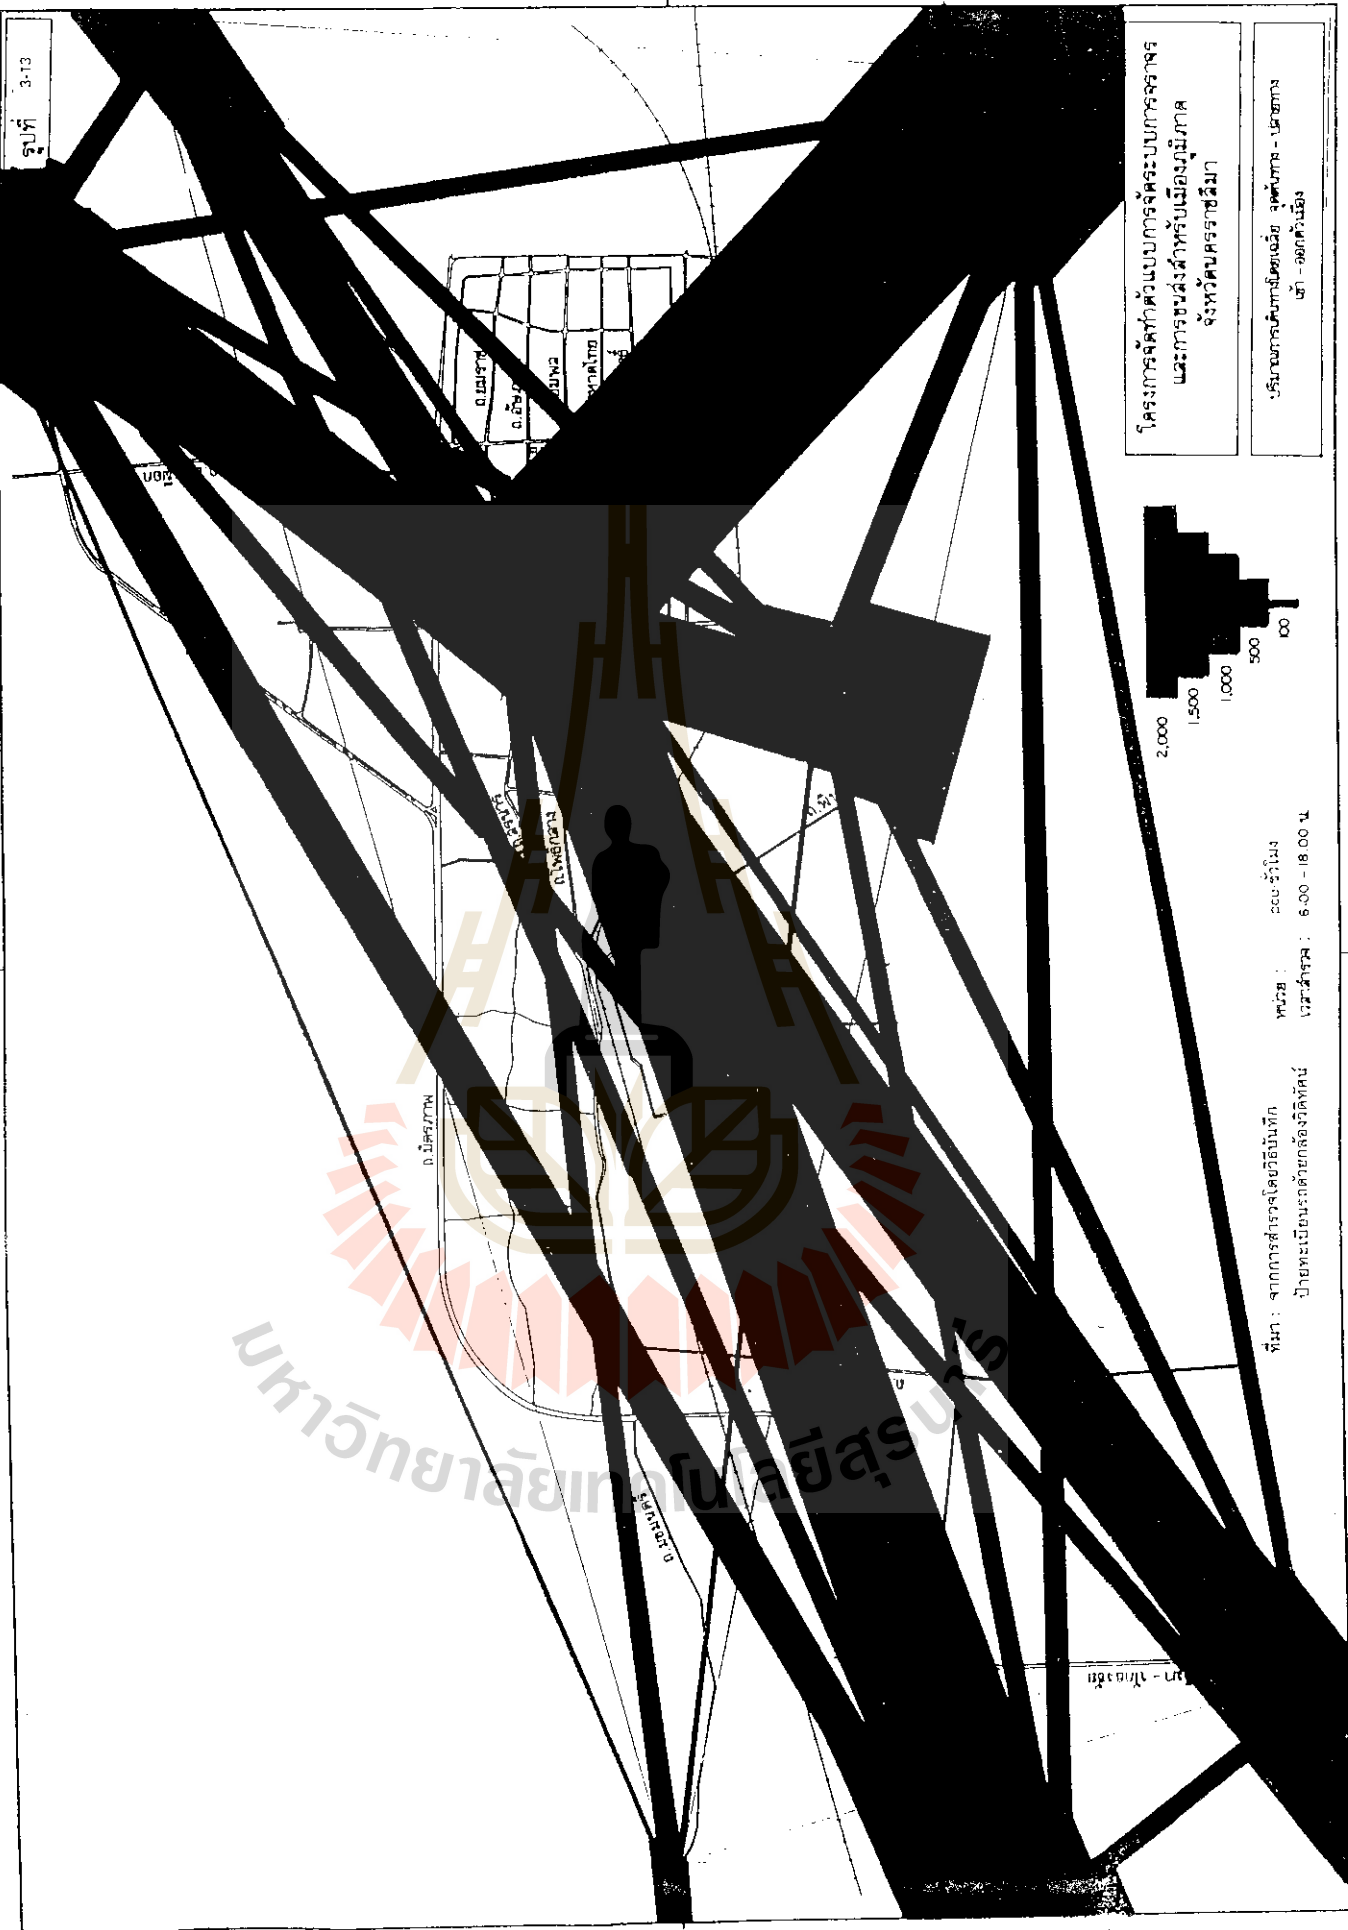 รูปที่ 3-13
โครงการจัดทำตัวแบบการจัดระบบการจราจร
และการขนส่งสำหรับเมืองภูมิภาค
จังหวัดนครราชสีมา
ปริมาณการเดินทางโดยเฉลี่ย จุดต้นทาง - ปลายทาง
เข้า - ออกตัวเมือง
2,000
1,500
1,000
500
100
หน่วย :
เวลาสำรวจ : 6.00 - 18.00 น
ที่มา : จากการสำรวจโดยวิธีบันทึก
ป้ายทะเบียนรถด้วยกล้องวิดีทัศน์
ถ.ยมราช
ถ.โพธิ์กลาง
ถ.มิตรภาพ
ถ.มุขมนตรี
มหาวิทยาลัยเทคโนโลยีสุรนารี